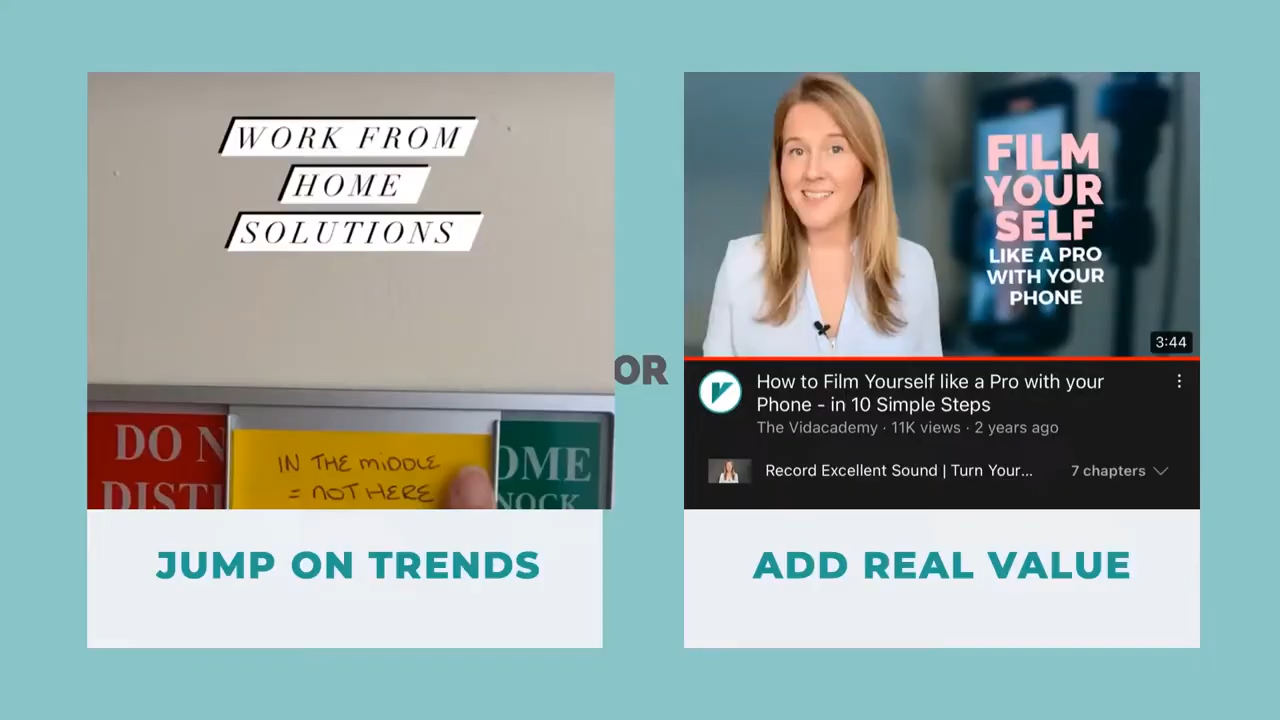 WORK FROM
HOME
SOLUTIONS
DO N
DISTU
IN THE MIDDLE
= NOT HERE
OME
NOCK
JUMP ON TRENDS
OR
FILM
YOUR
SELF
LIKE A PRO
WITH YOUR
PHONE
3:44
How to Film Yourself like a Pro with your
Phone - in 10 Simple Steps
The Vidacademy · 11K views · 2 years ago
Record Excellent Sound | Turn Your...
7 chapters
ADD REAL VALUE